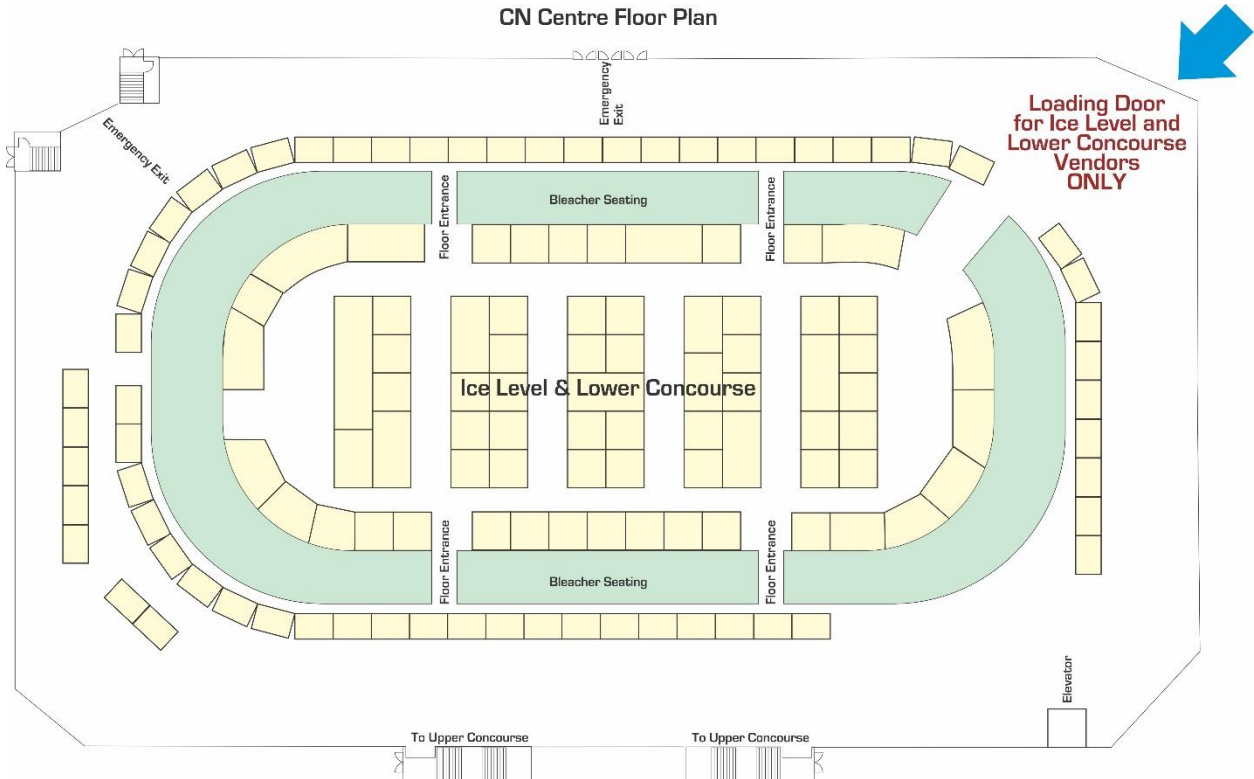 CN Centre Floor Plan
Emergency
Exit
Loading Door
for Ice Level and
Lower Concourse
Vendors
ONLY
Emergency Exit
Floor Entrance
Bleacher Seating
Floor Entrance
Ice Level & Lower Concourse
Floor Entrance
Bleacher Seating
Floor Entrance
Elevator
To Upper Concourse
To Upper Concourse